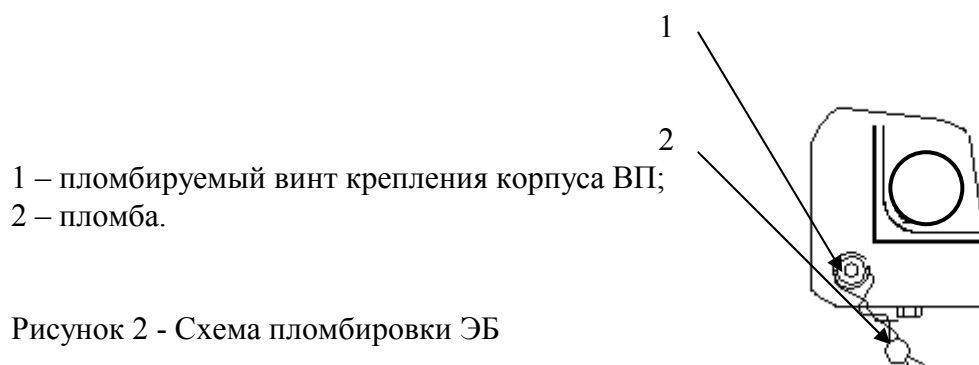 1
2
1 – пломбируемый винт крепления корпуса ВП;
2 – пломба.
Рисунок 2 - Схема пломбировки ЭБ